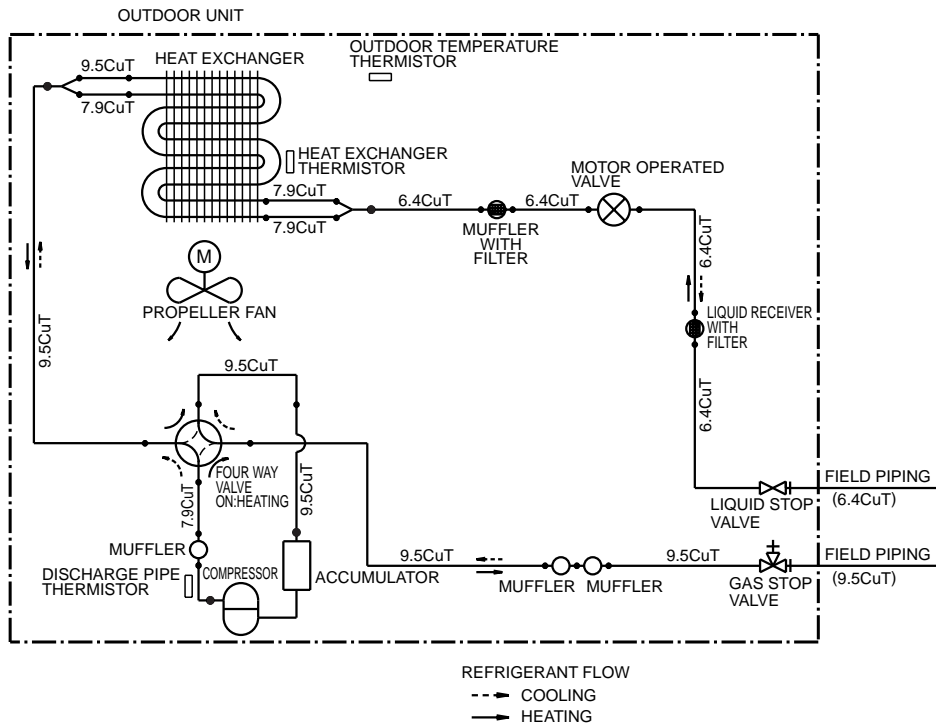 OUTDOOR UNIT
OUTDOOR TEMPERATURE
THERMISTOR
HEAT EXCHANGER
9.5CuT
7.9CuT
HEAT EXCHANGER
THERMISTOR
7.9CuT
7.9CuT
6.4CuT
MUFFLER
WITH
FILTER
6.4CuT
MOTOR OPERATED
VALVE
6.4CuT
M
PROPELLER FAN
LIQUID RECEIVER
WITH
FILTER
9.5CuT
9.5CuT
6.4CuT
FOUR WAY
VALVE
ON:HEATING
9.5CuT
7.9CuT
FIELD PIPING
(6.4CuT)
LIQUID STOP
VALVE
MUFFLER
DISCHARGE PIPE
THERMISTOR
COMPRESSOR
ACCUMULATOR
9.5CuT
MUFFLER
MUFFLER
9.5CuT
GAS STOP
VALVE
FIELD PIPING
(9.5CuT)
REFRIGERANT FLOW
COOLING
HEATING